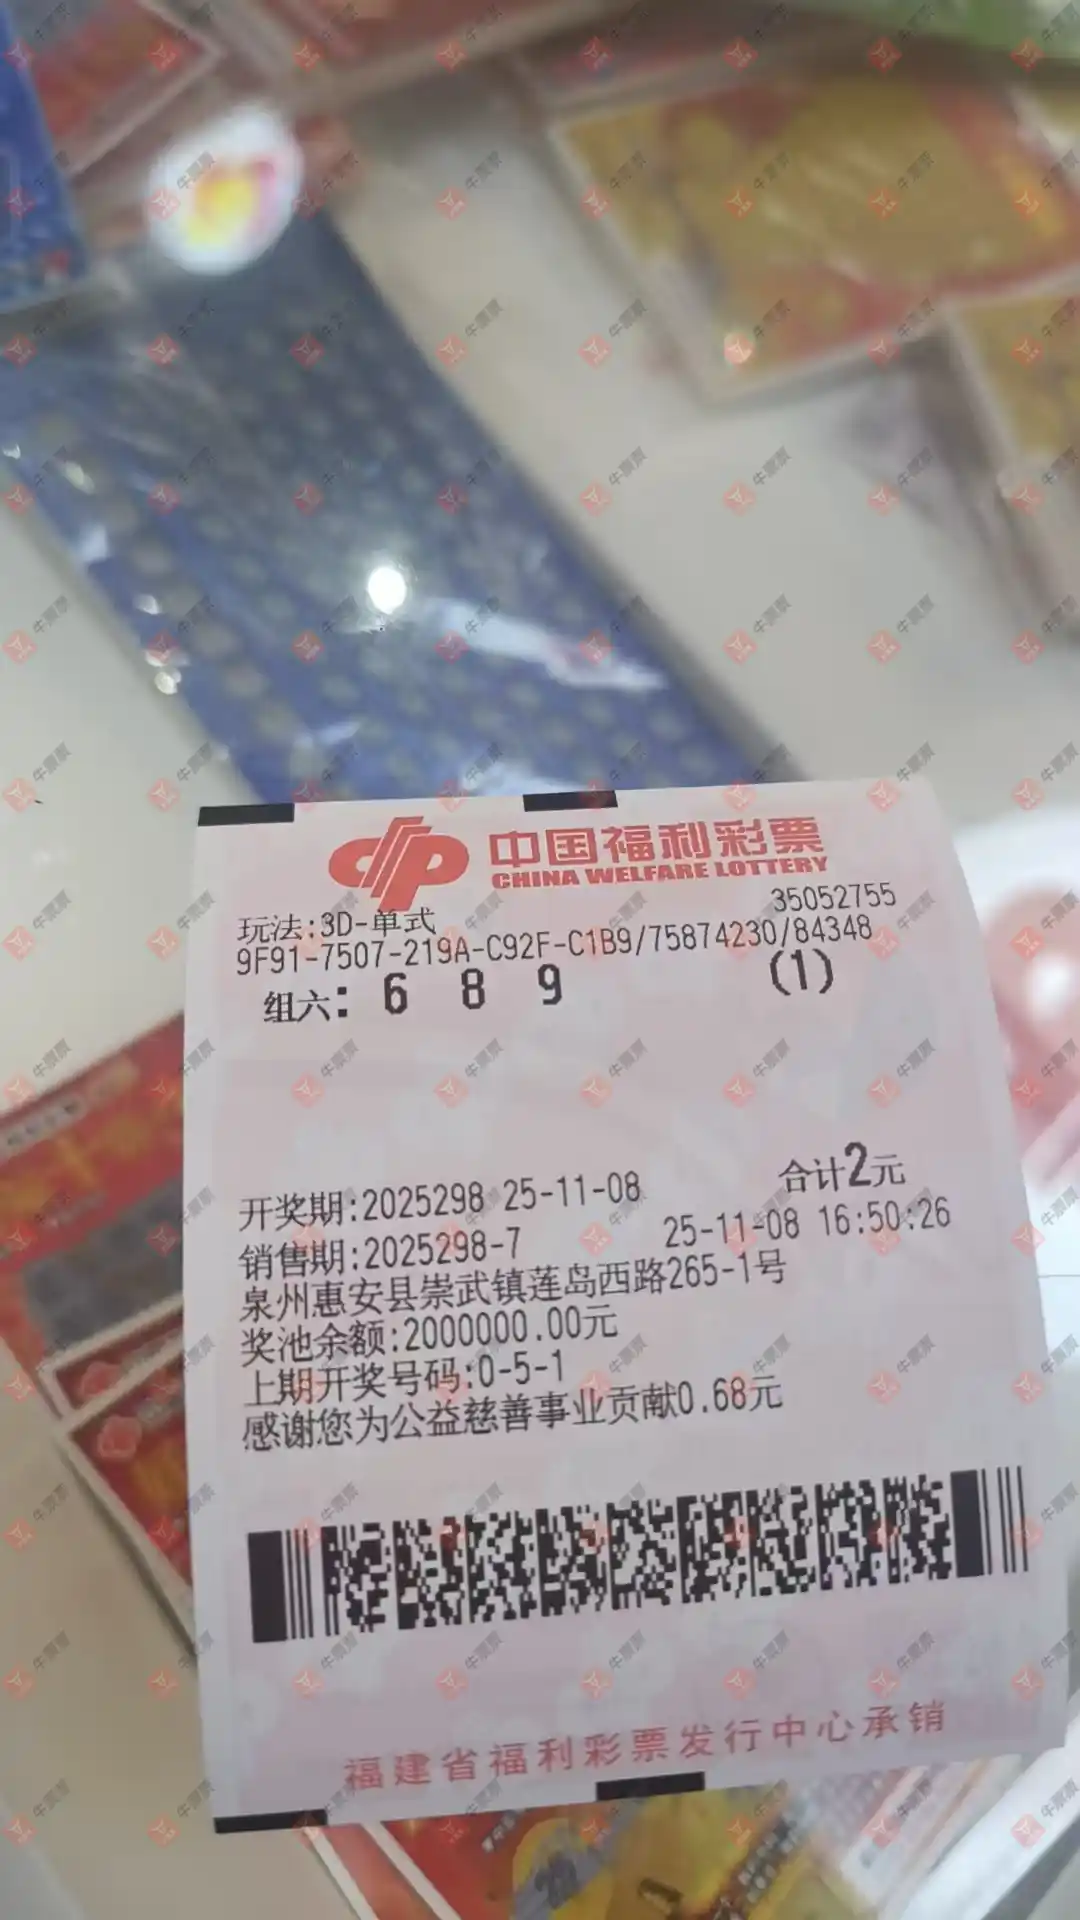 中国福利彩票
CHINA WELFARE LOTTERY
35052755
玩法:3D-单式
9F91-7507-219A-C92F-C1B9/75874230/84348
组六: 6 8 9 (1)
合计2元
开奖期:2025298 25-11-08
销售期:2025298-7 25-11-08 16:50:26
泉州惠安县崇武镇莲岛西路265-1号
奖池余额:2000000.00元
上期开奖号码:0-5-1
感谢您为公益慈善事业贡献0.68元
福建省福利彩票发行中心承销
牛票票